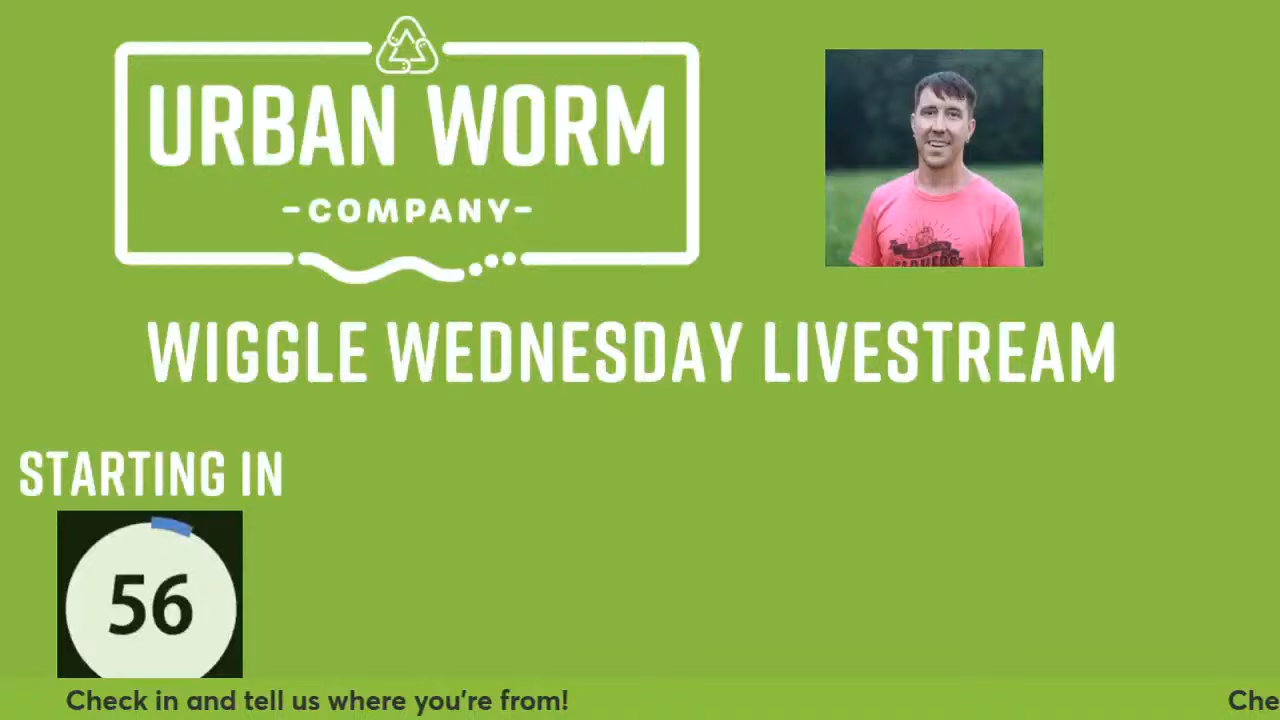 URBAN WORM
-COMPANY-
WIGGLE WEDNESDAY LIVESTREAM
STARTING IN
56
Check in and tell us where you're from!
Che